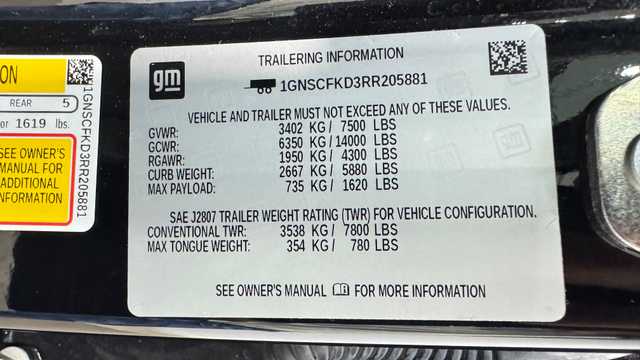 ON
REAR 5
or 1619 lbs.
SEE OWNER'S
MANUAL FOR
ADDITIONAL
INFORMATION
1GNSCFKD3RR205881
gm
TRAILERING INFORMATION
1GNSCFKD3RR205881
VEHICLE AND TRAILER MUST NOT EXCEED ANY OF THESE VALUES.
GVWR: 3402 KG/ 7500 LBS
GCWR: 6350 KG/ 14000 LBS
RGAWR: 1950 KG/ 4300 LBS
CURB WEIGHT: 2667 KG/ 5880 LBS
MAX PAYLOAD: 735 KG/ 1620 LBS
SAE J2807 TRAILER WEIGHT RATING (TWR) FOR VEHICLE CONFIGURATION.
CONVENTIONAL TWR: 3538 KG/ 7800 LBS
MAX TONGUE WEIGHT: 354 KG/ 780 LBS
SEE OWNER'S MANUAL FOR MORE INFORMATION